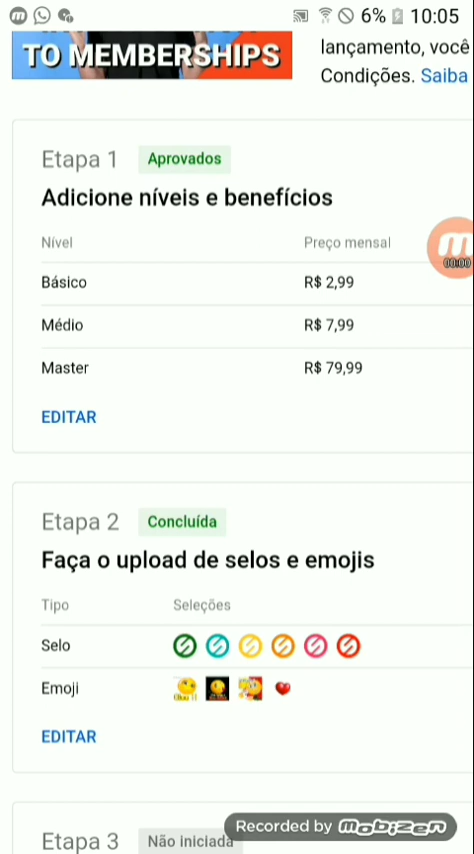 6% 10:05
TO MEMBERSHIPS
lançamento, você
Condições. Saiba
Etapa 1 Aprovados
Adicione níveis e benefícios
Nível Preço mensal
00:00
Básico R$ 2,99
Médio R$ 7,99
Master R$ 79,99
EDITAR
Etapa 2 Concluída
Faça o upload de selos e emojis
Tipo Seleções
Selo
Emoji
EDITAR
Recorded by mobizen
Etapa 3 Não iniciada